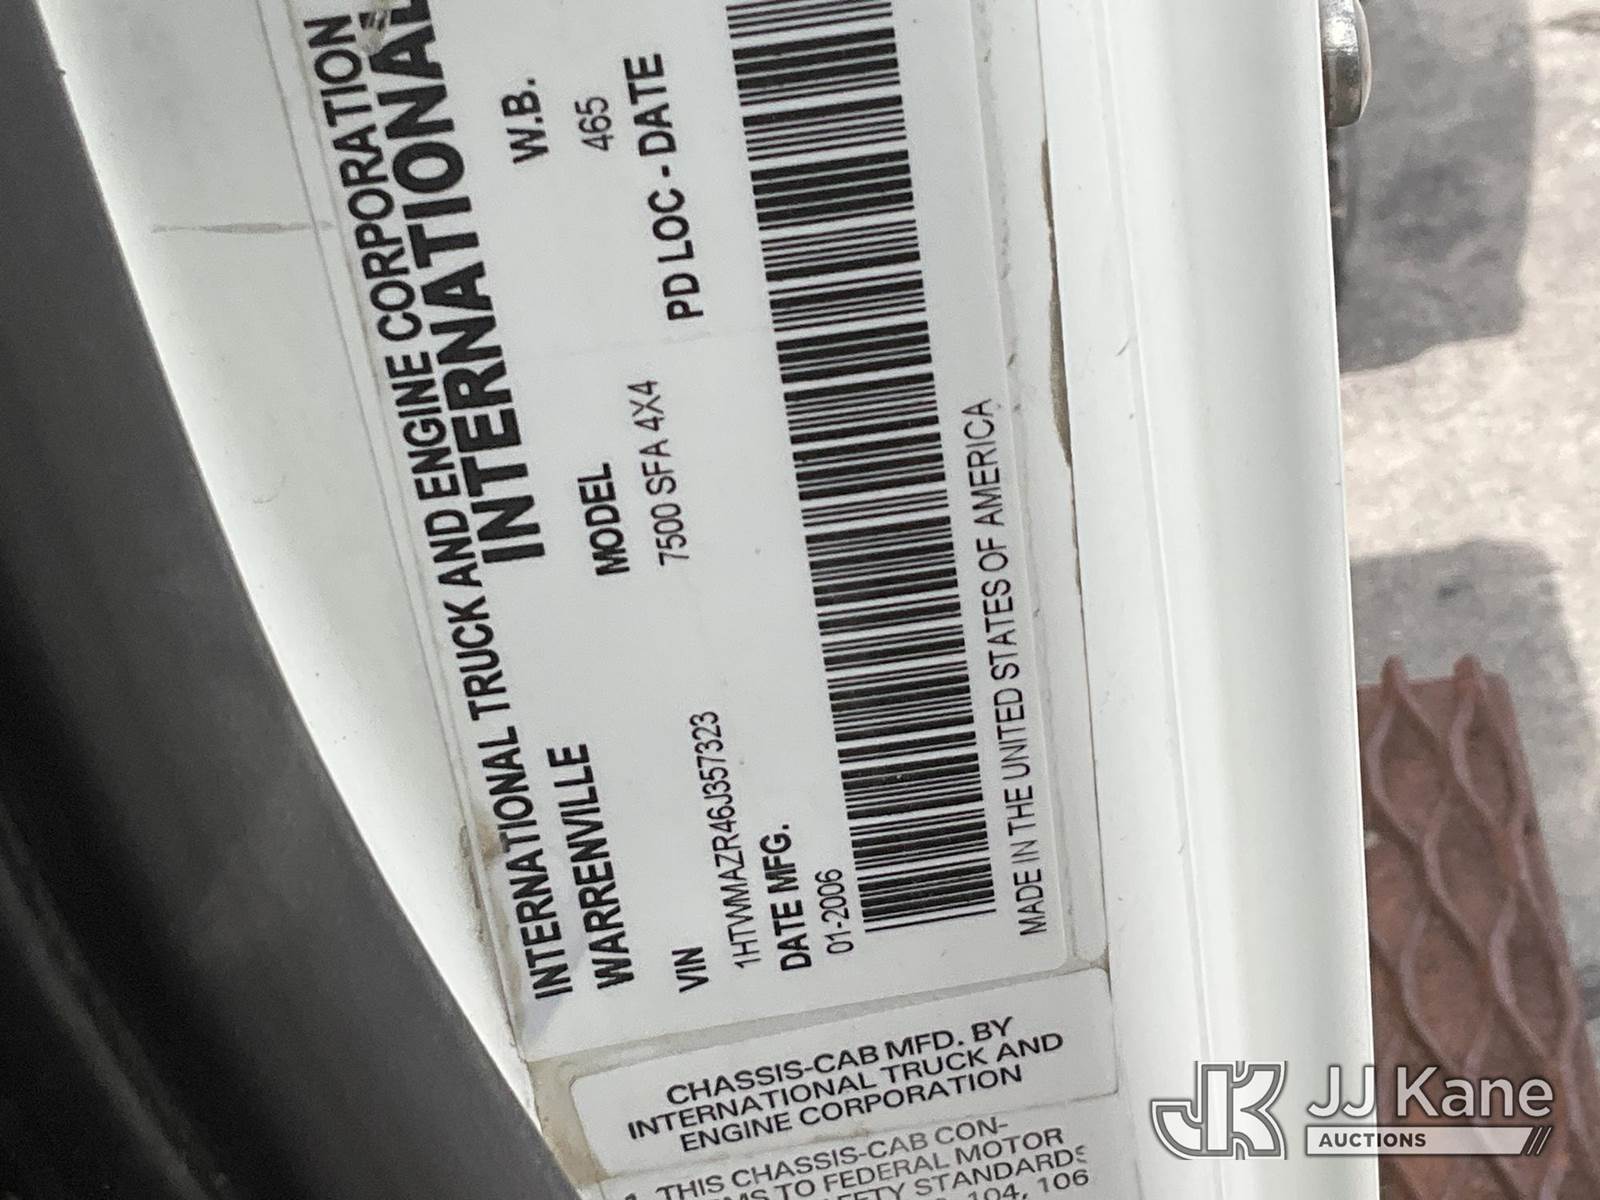 INTERNATIONAL TRUCK AND ENGINE CORPORATION
WARRENVILLE INTERNATIONAL
VIN MODEL W.B.
1HTWMAZR46J357323 7500 SFA 4X4 465
DATE MFG. PD LOC - DATE
01-2006
MADE IN THE UNITED STATES OF AMERICA
CHASSIS-CAB MFD. BY
INTERNATIONAL TRUCK AND
ENGINE CORPORATION
THIS CHASSIS-CAB CON-
TO FEDERAL MOTOR
STANDARDS
104, 106
JJ Kane
AUCTIONS